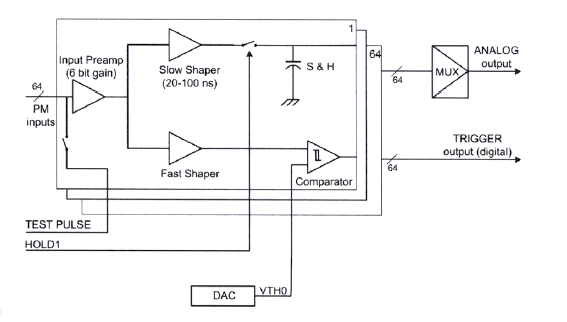 1
64
Input Preamp
(6 bit gain)
Slow Shaper
(20-100 ns)
S & H
64
PM
inputs
Fast Shaper
Comparator
64
MUX
ANALOG
output
TRIGGER
output (digital)
64
TEST PULSE
HOLD1
DAC
VTH0